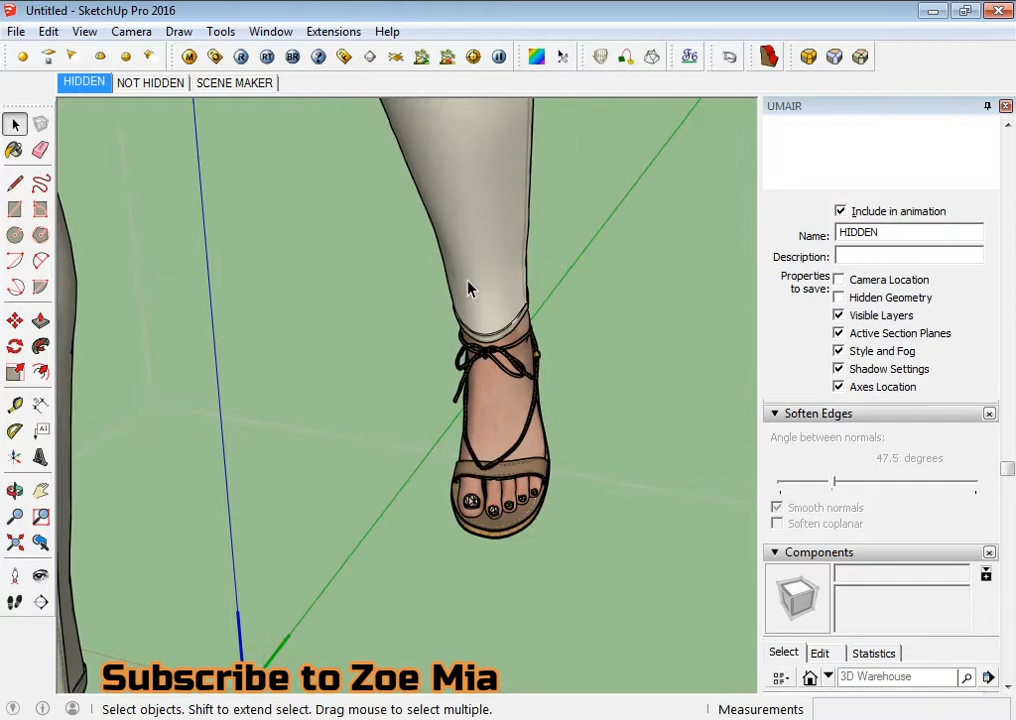 Untitled - SketchUp Pro 2016
File Edit View Camera Draw Tools Window Extensions Help
HIDDEN NOT HIDDEN SCENE MAKER
UMAIR
Include in animation
Name: HIDDEN
Description:
Properties to save:
Camera Location
Hidden Geometry
Visible Layers
Active Section Planes
Style and Fog
Shadow Settings
Axes Location
Soften Edges
Angle between normals:
47.5 degrees
Smooth normals
Soften coplanar
Components
Select Edit Statistics
3D Warehouse
Subscribe to Zoe Mia
Select objects. Shift to extend select. Drag mouse to select multiple. Measurements